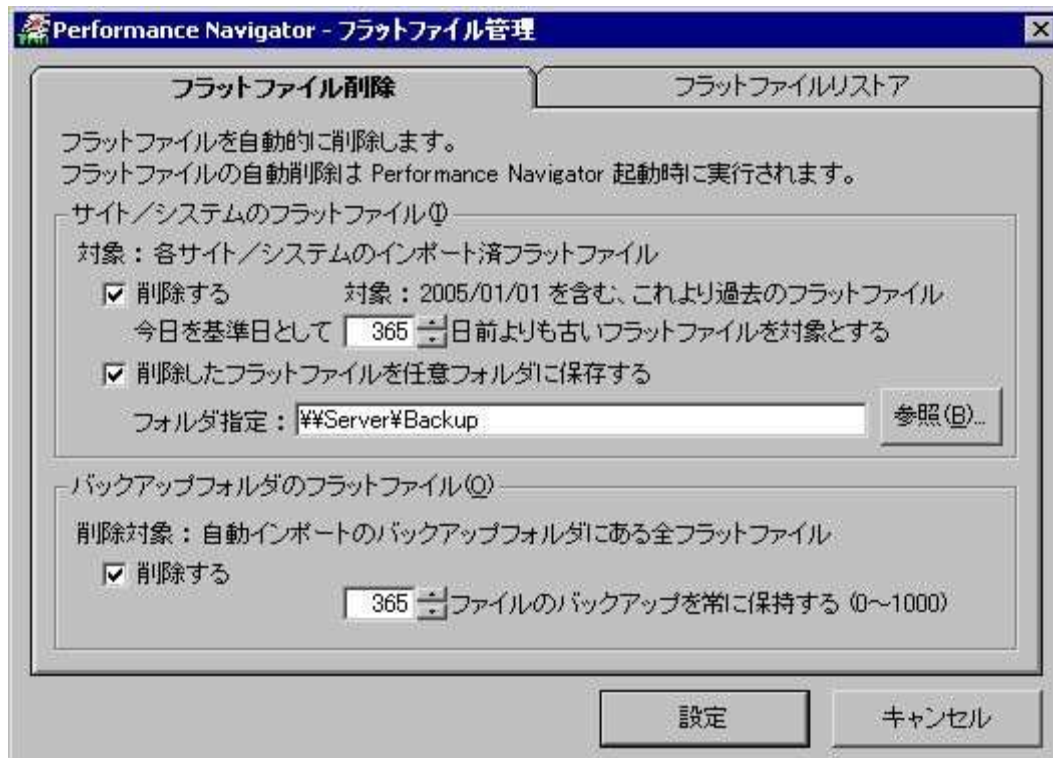 Performance Navigator - フラットファイル管理
フラットファイル削除
フラットファイルリストア
フラットファイルを自動的に削除します。
フラットファイルの自動削除は Performance Navigator 起動時に実行されます。
サイト／システムのフラットファイル(I)
対象：各サイト／システムのインポート済フラットファイル
削除する 対象：2005/01/01 を含む、これより過去のフラットファイル
今日を基準日として 365 日前よりも古いフラットファイルを対象とする
削除したフラットファイルを任意フォルダに保存する
フォルダ指定： ¥¥Server¥Backup 参照(B)...
バックアップフォルダのフラットファイル(O)
削除対象：自動インポートのバックアップフォルダにある全フラットファイル
削除する
365 ファイルのバックアップを常に保持する (0～1000)
設定 キャンセル